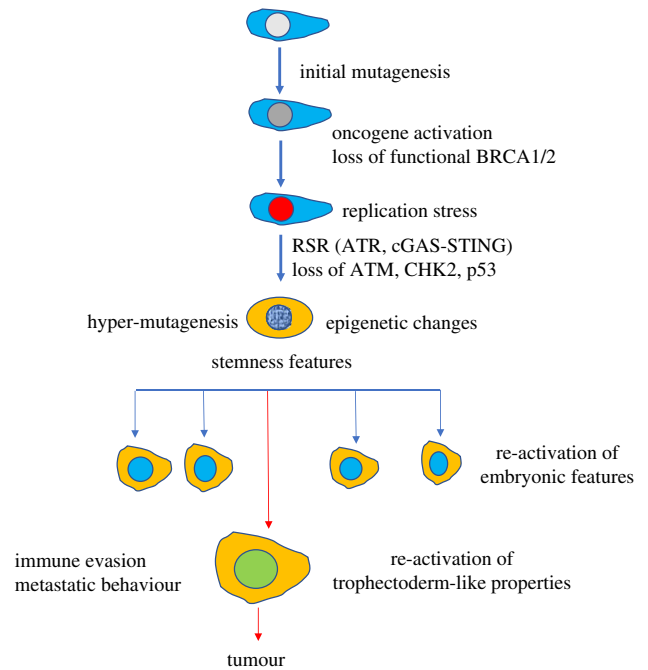 initial mutagenesis
oncogene activation
loss of functional BRCA1/2
replication stress
RSR (ATR, cGAS-STING)
loss of ATM, CHK2, p53
hyper-mutagenesis
epigenetic changes
stemness features
re-activation of
embryonic features
immune evasion
metastatic behaviour
re-activation of
trophectoderm-like properties
tumour